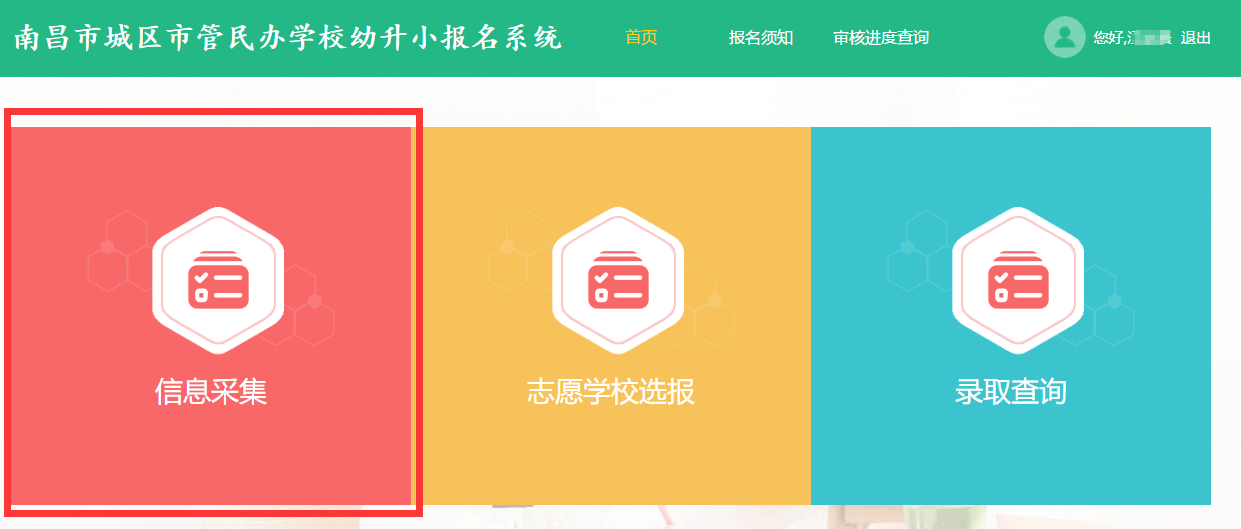 南昌市城区市管民办学校幼升小报名系统
首页
报名须知
审核进度查询
您好,
退出
信息采集
志愿学校选报
录取查询